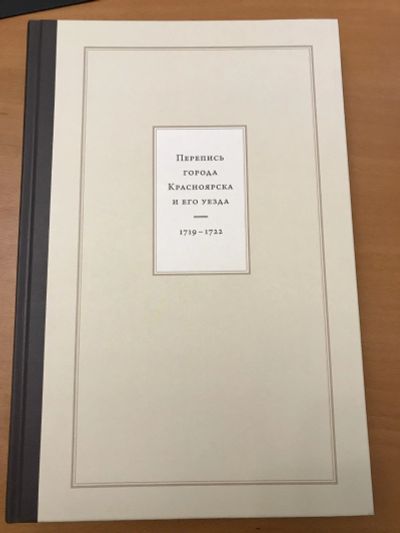 Перепись
города
Красноярска
и его уезда
1719–1722